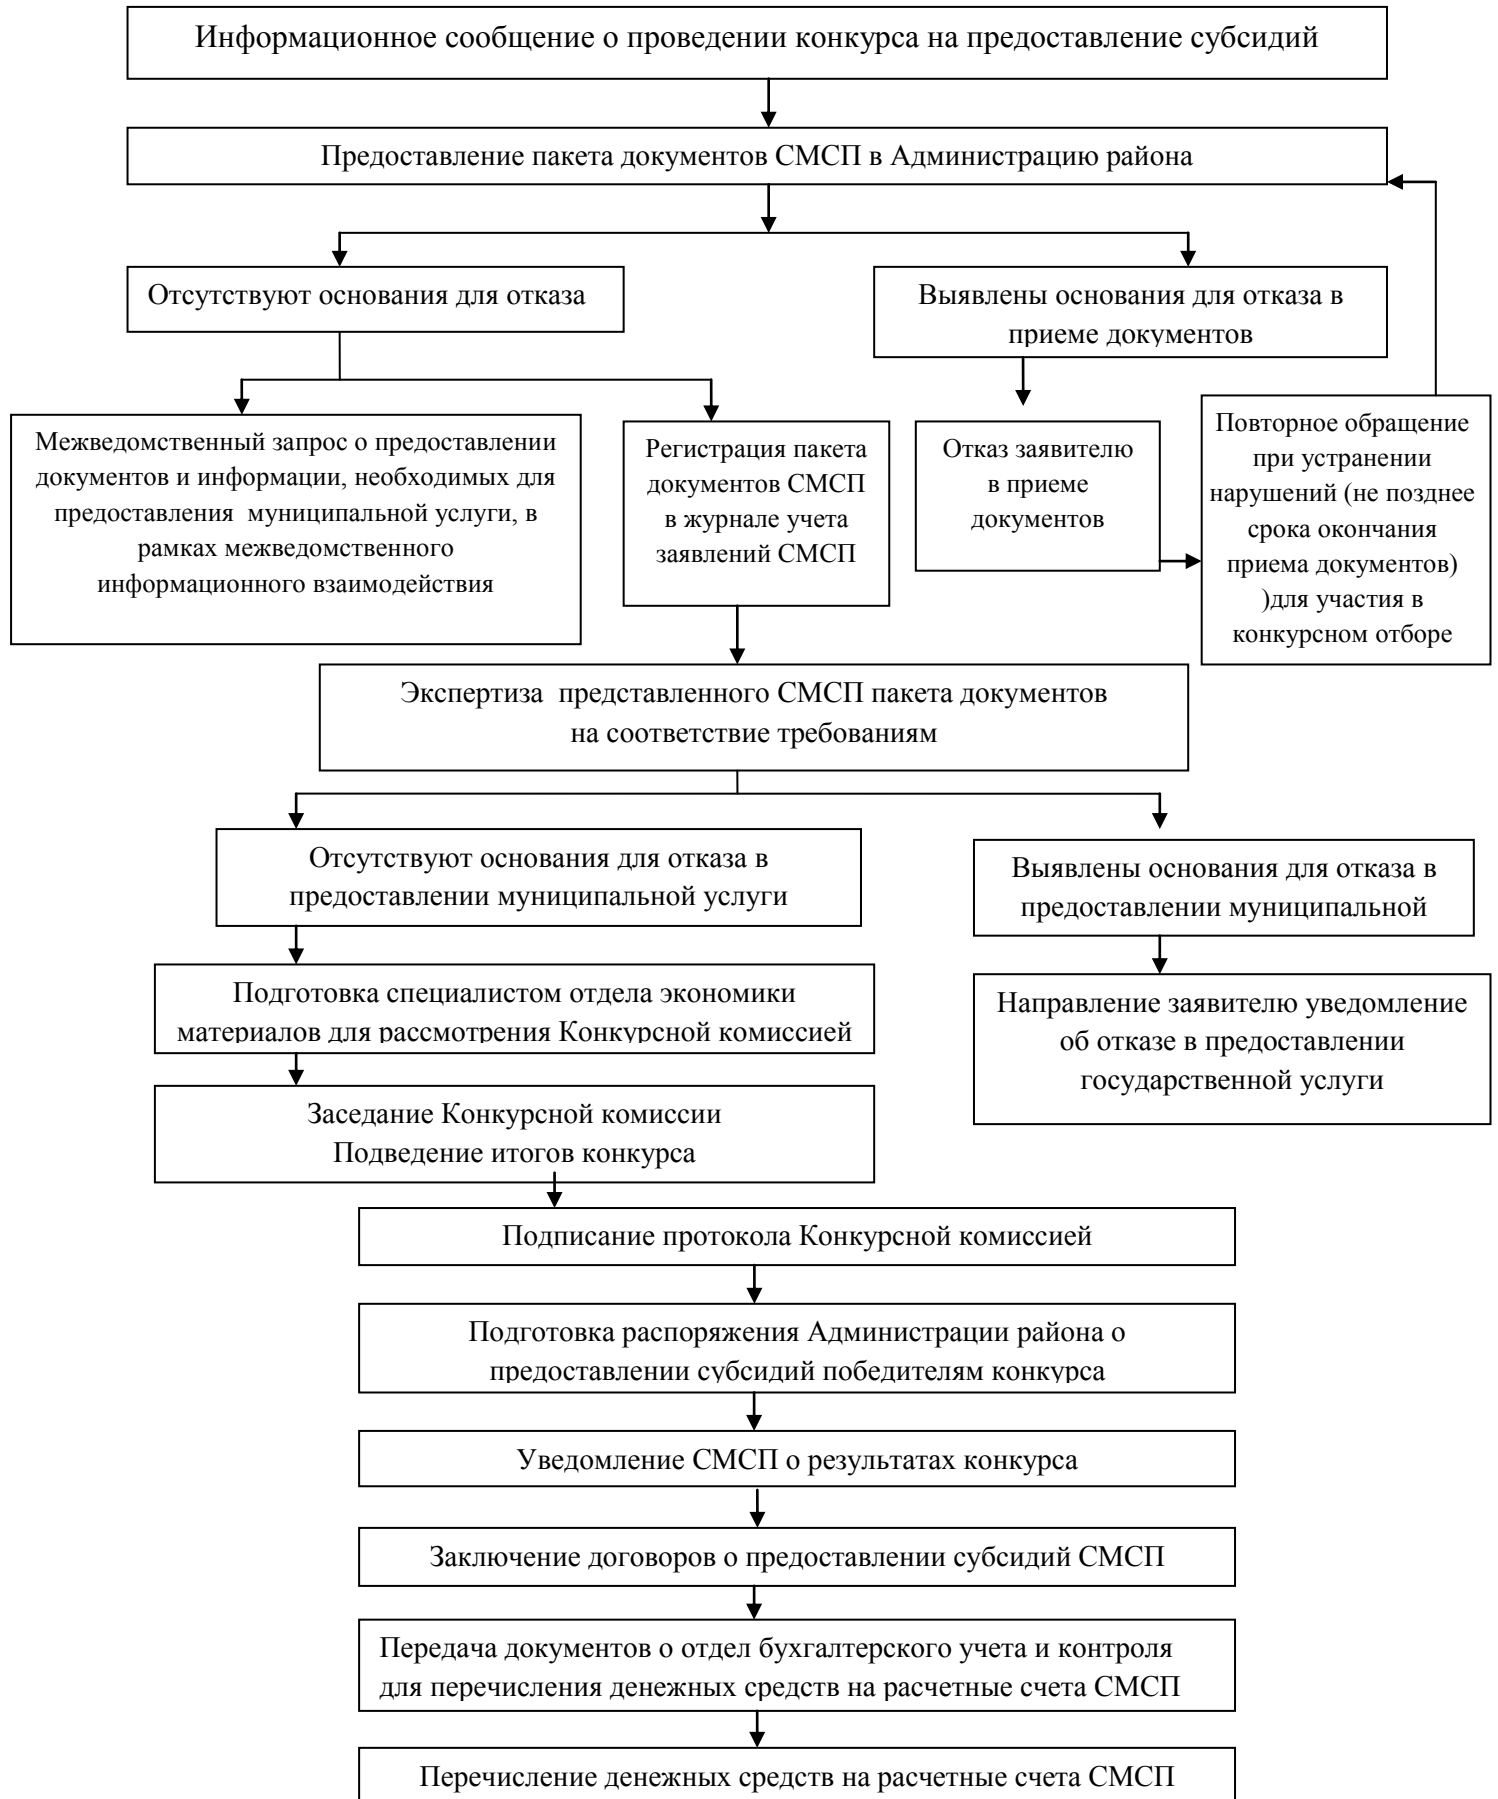 Информационное сообщение о проведении конкурса на предоставление субсидий
Предоставление пакета документов СМСП в Администрацию района
Отсутствуют основания для отказа
Выявлены основания для отказа в
приеме документов
Межведомственный запрос о предоставлении
документов и информации, необходимых для
предоставления муниципальной услуги, в
рамках межведомственного
информационного взаимодействия
Регистрация пакета
документов СМСП
в журнале учета
заявлений СМСП
Отказ заявителю
в приеме
документов
Повторное обращение
при устранении
нарушений (не позднее
срока окончания
приема документов)
)для участия в
конкурсном отборе
Экспертиза представленного СМСП пакета документов
на соответствие требованиям
Отсутствуют основания для отказа в
предоставлении муниципальной услуги
Выявлены основания для отказа в
предоставлении муниципальной
Подготовка специалистом отдела экономики
материалов для рассмотрения Конкурсной комиссией
Направление заявителю уведомление
об отказе в предоставлении
государственной услуги
Заседание Конкурсной комиссии
Подведение итогов конкурса
Подписание протокола Конкурсной комиссией
Подготовка распоряжения Администрации района о
предоставлении субсидий победителям конкурса
Уведомление СМСП о результатах конкурса
Заключение договоров о предоставлении субсидий СМСП
Передача документов о отдел бухгалтерского учета и контроля
для перечисления денежных средств на расчетные счета СМСП
Перечисление денежных средств на расчетные счета СМСП